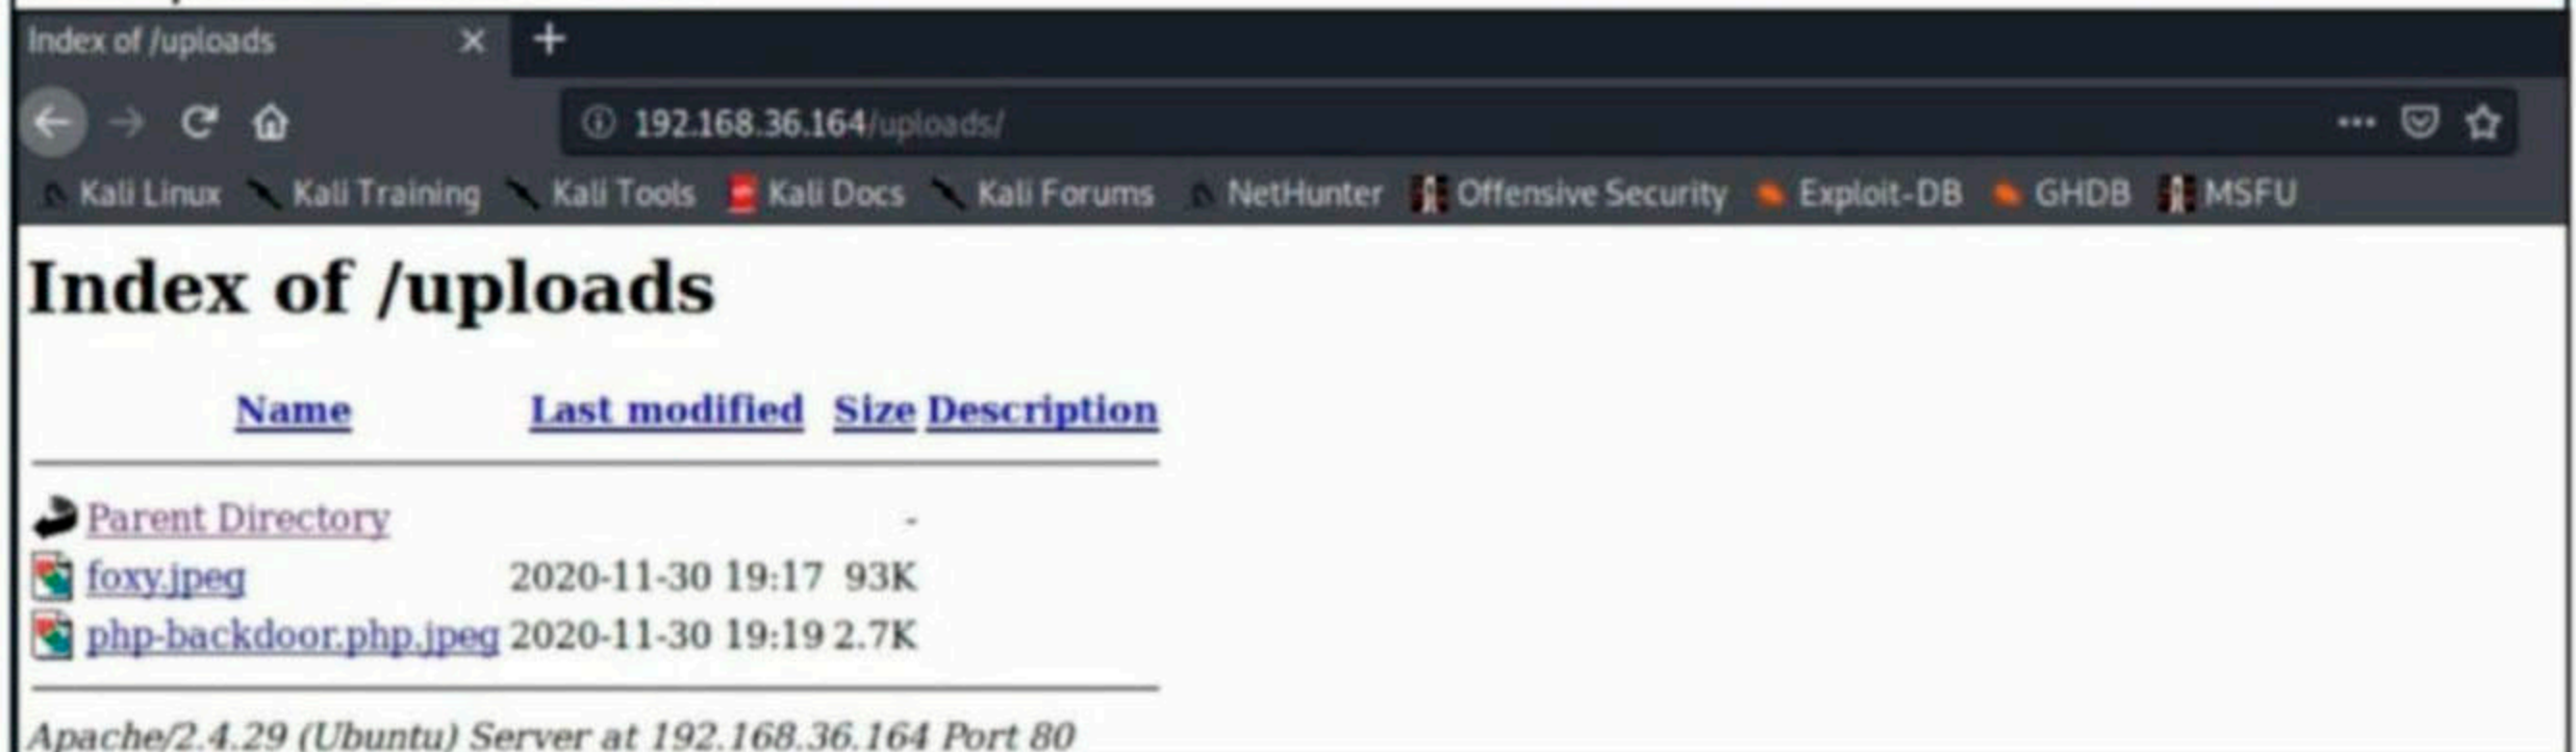 Index of /uploads
192.168.36.164/uploads/
Kali Linux Kali Training Kali Tools Kali Docs Kali Forums NetHunter Offensive Security Exploit-DB GHDB MSFU
Index of /uploads
Name Last modified Size Description
Parent Directory -
foxy.jpeg 2020-11-30 19:17 93K
php-backdoor.php.jpeg 2020-11-30 19:19 2.7K
Apache/2.4.29 (Ubuntu) Server at 192.168.36.164 Port 80